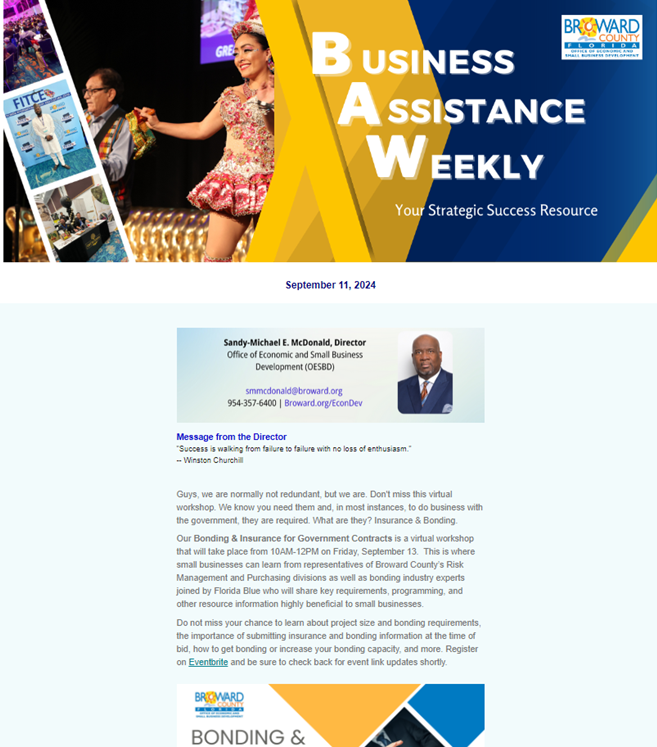 GREA
FITCE
BUSINESS
ASSISTANCE
WEEKLY
Your Strategic Success Resource
BROWARD
COUNTY
FLORIDA
OFFICE OF ECONOMIC AND
SMALL BUSINESS DEVELOPMENT
September 11, 2024
Sandy-Michael E. McDonald, Director
Office of Economic and Small Business
Development (OESBD)
smmcdonald@broward.org
954-357-6400 | Broward.org/EconDev
Message from the Director
"Success is walking from failure to failure with no loss of enthusiasm."
-- Winston Churchill
Guys, we are normally not redundant, but we are. Don't miss this virtual
workshop. We know you need them and, in most instances, to do business with
the government, they are required. What are they? Insurance & Bonding.
Our Bonding & Insurance for Government Contracts is a virtual workshop
that will take place from 10AM-12PM on Friday, September 13. This is where
small businesses can learn from representatives of Broward County's Risk
Management and Purchasing divisions as well as bonding industry experts
joined by Florida Blue who will share key requirements, programming, and
other resource information highly beneficial to small businesses.
Do not miss your chance to learn about project size and bonding requirements,
the importance of submitting insurance and bonding information at the time of
bid, how to get bonding or increase your bonding capacity, and more. Register
on Eventbrite and be sure to check back for event link updates shortly.
BROWARD
COUNTY
FLORIDA
OFFICE OF ECONOMIC AND
SMALL BUSINESS DEVELOPMENT
BONDING &